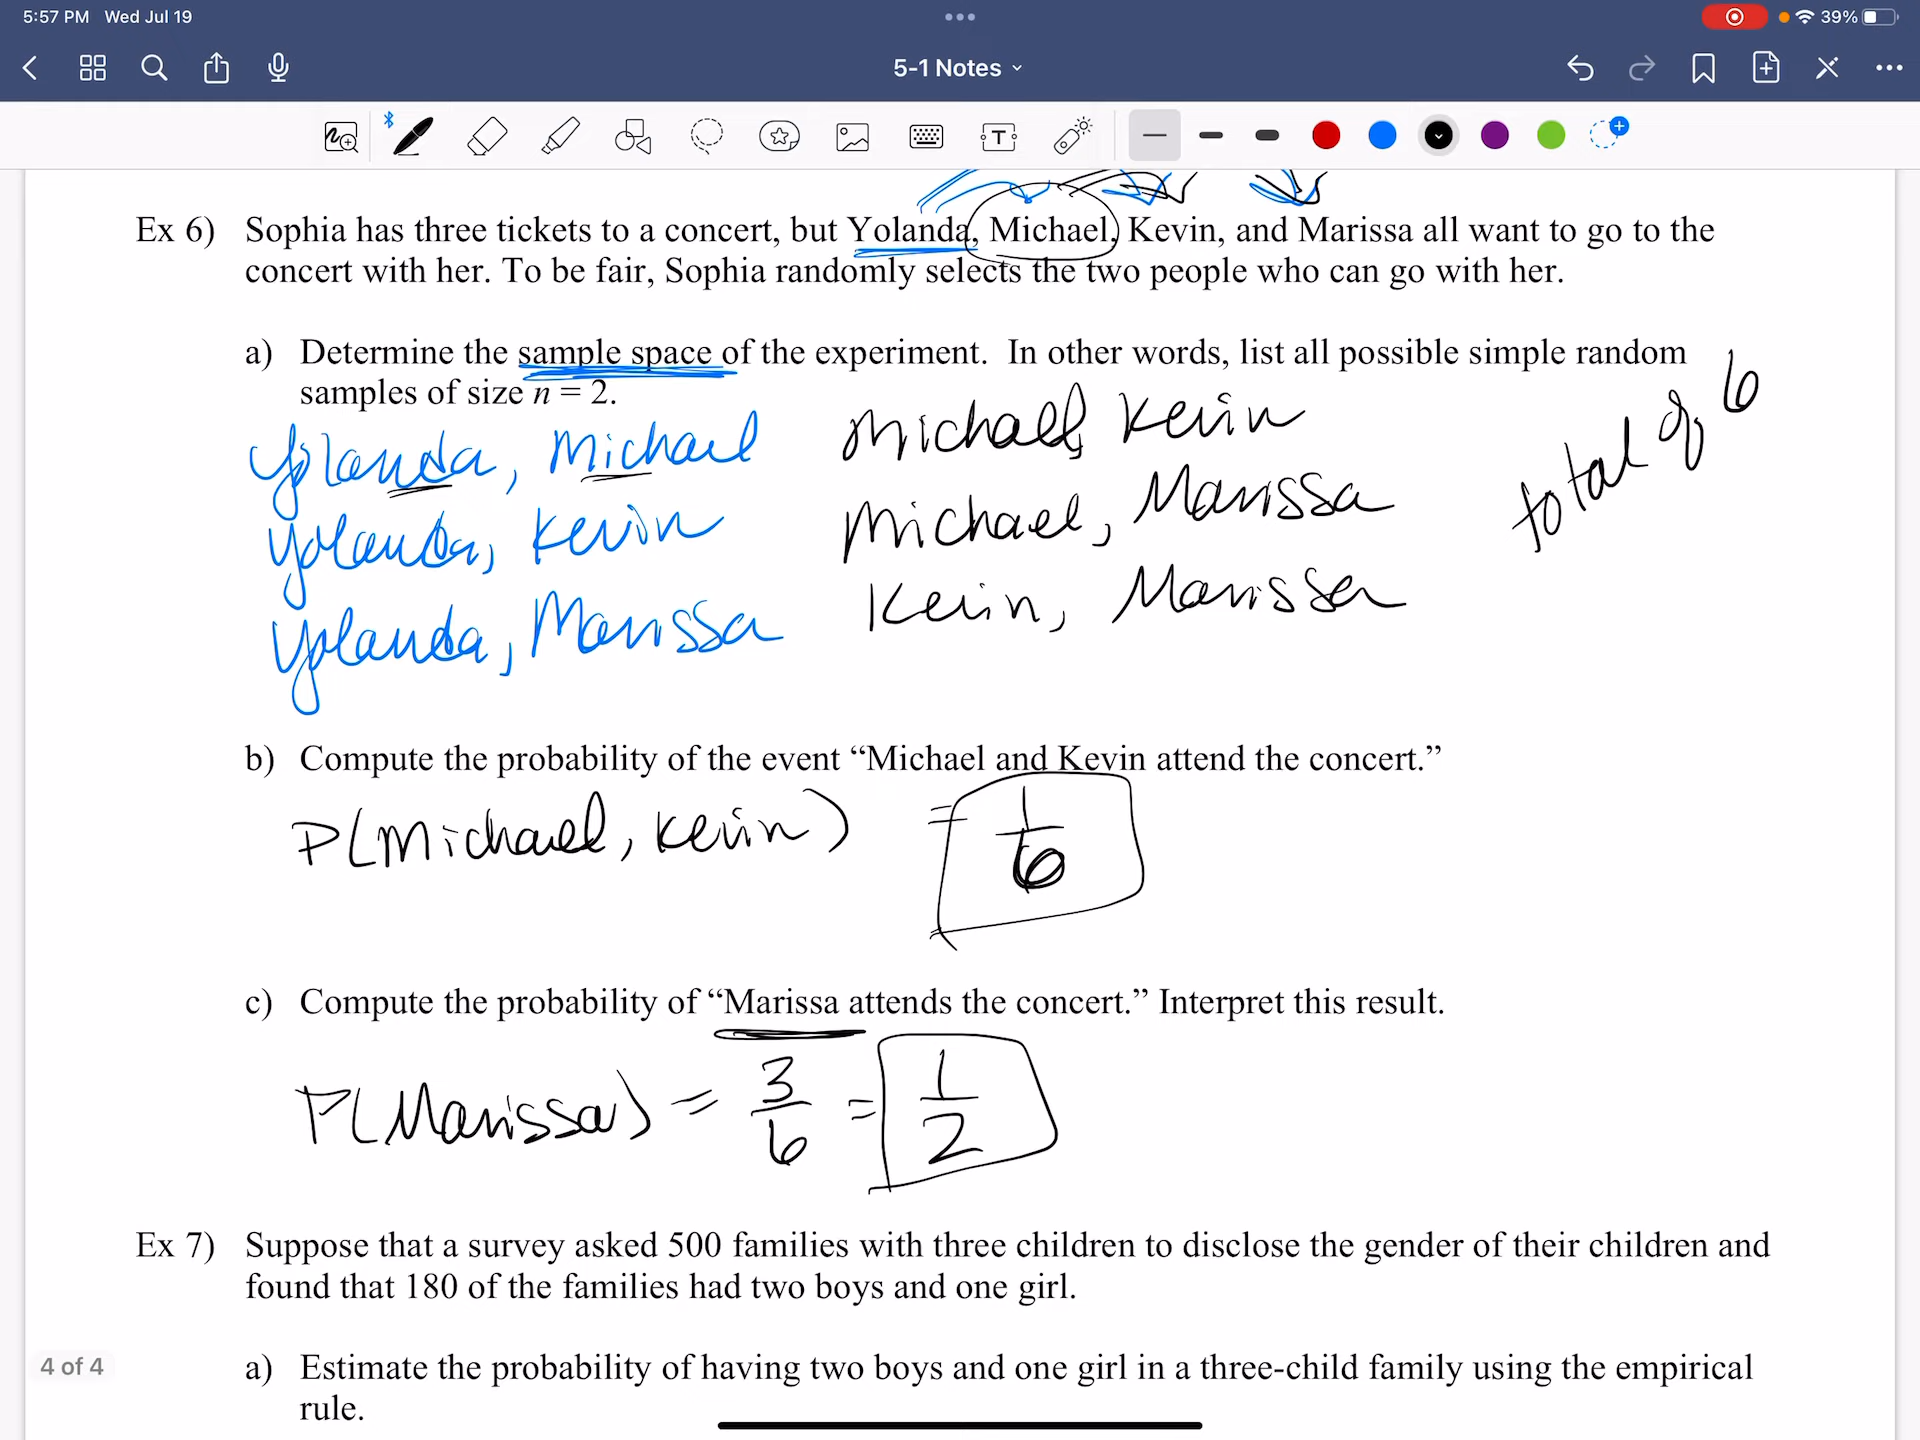 5:57 PM Wed Jul 19
39%
5-1 Notes
T
Ex 6) Sophia has three tickets to a concert, but Yolanda, Michael, Kevin, and Marissa all want to go to the
concert with her. To be fair, Sophia randomly selects the two people who can go with her.
a) Determine the sample space of the experiment. In other words, list all possible simple random
samples of size n = 2.
Yolanda, Michael
Yolanda, Kevin
Yolanda, Marissa
Michael, Kevin
Michael, Marissa
Kevin, Marissa
total of 6
b) Compute the probability of the event “Michael and Kevin attend the concert.”
P(Michael, Kevin) = 1/6
c) Compute the probability of “Marissa attends the concert.” Interpret this result.
P(Marissa) = 3/6 = 1/2
Ex 7) Suppose that a survey asked 500 families with three children to disclose the gender of their children and
found that 180 of the families had two boys and one girl.
4 of 4
a) Estimate the probability of having two boys and one girl in a three-child family using the empirical
rule.